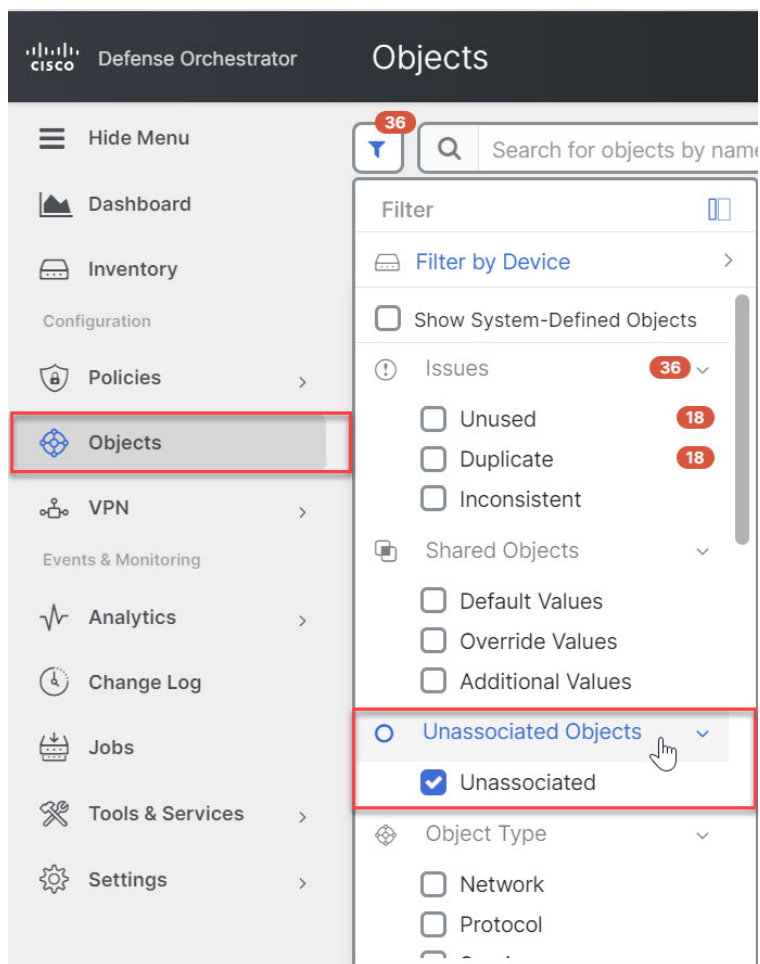 cisco Defense Orchestrator
Objects
Hide Menu
Dashboard
Inventory
Configuration
Policies
Objects
VPN
Events & Monitoring
Analytics
Change Log
Jobs
Tools & Services
Settings
36
Search for objects by name
Filter
Filter by Device
Show System-Defined Objects
Issues 36
Unused 18
Duplicate 18
Inconsistent
Shared Objects
Default Values
Override Values
Additional Values
Unassociated Objects
Unassociated
Object Type
Network
Protocol